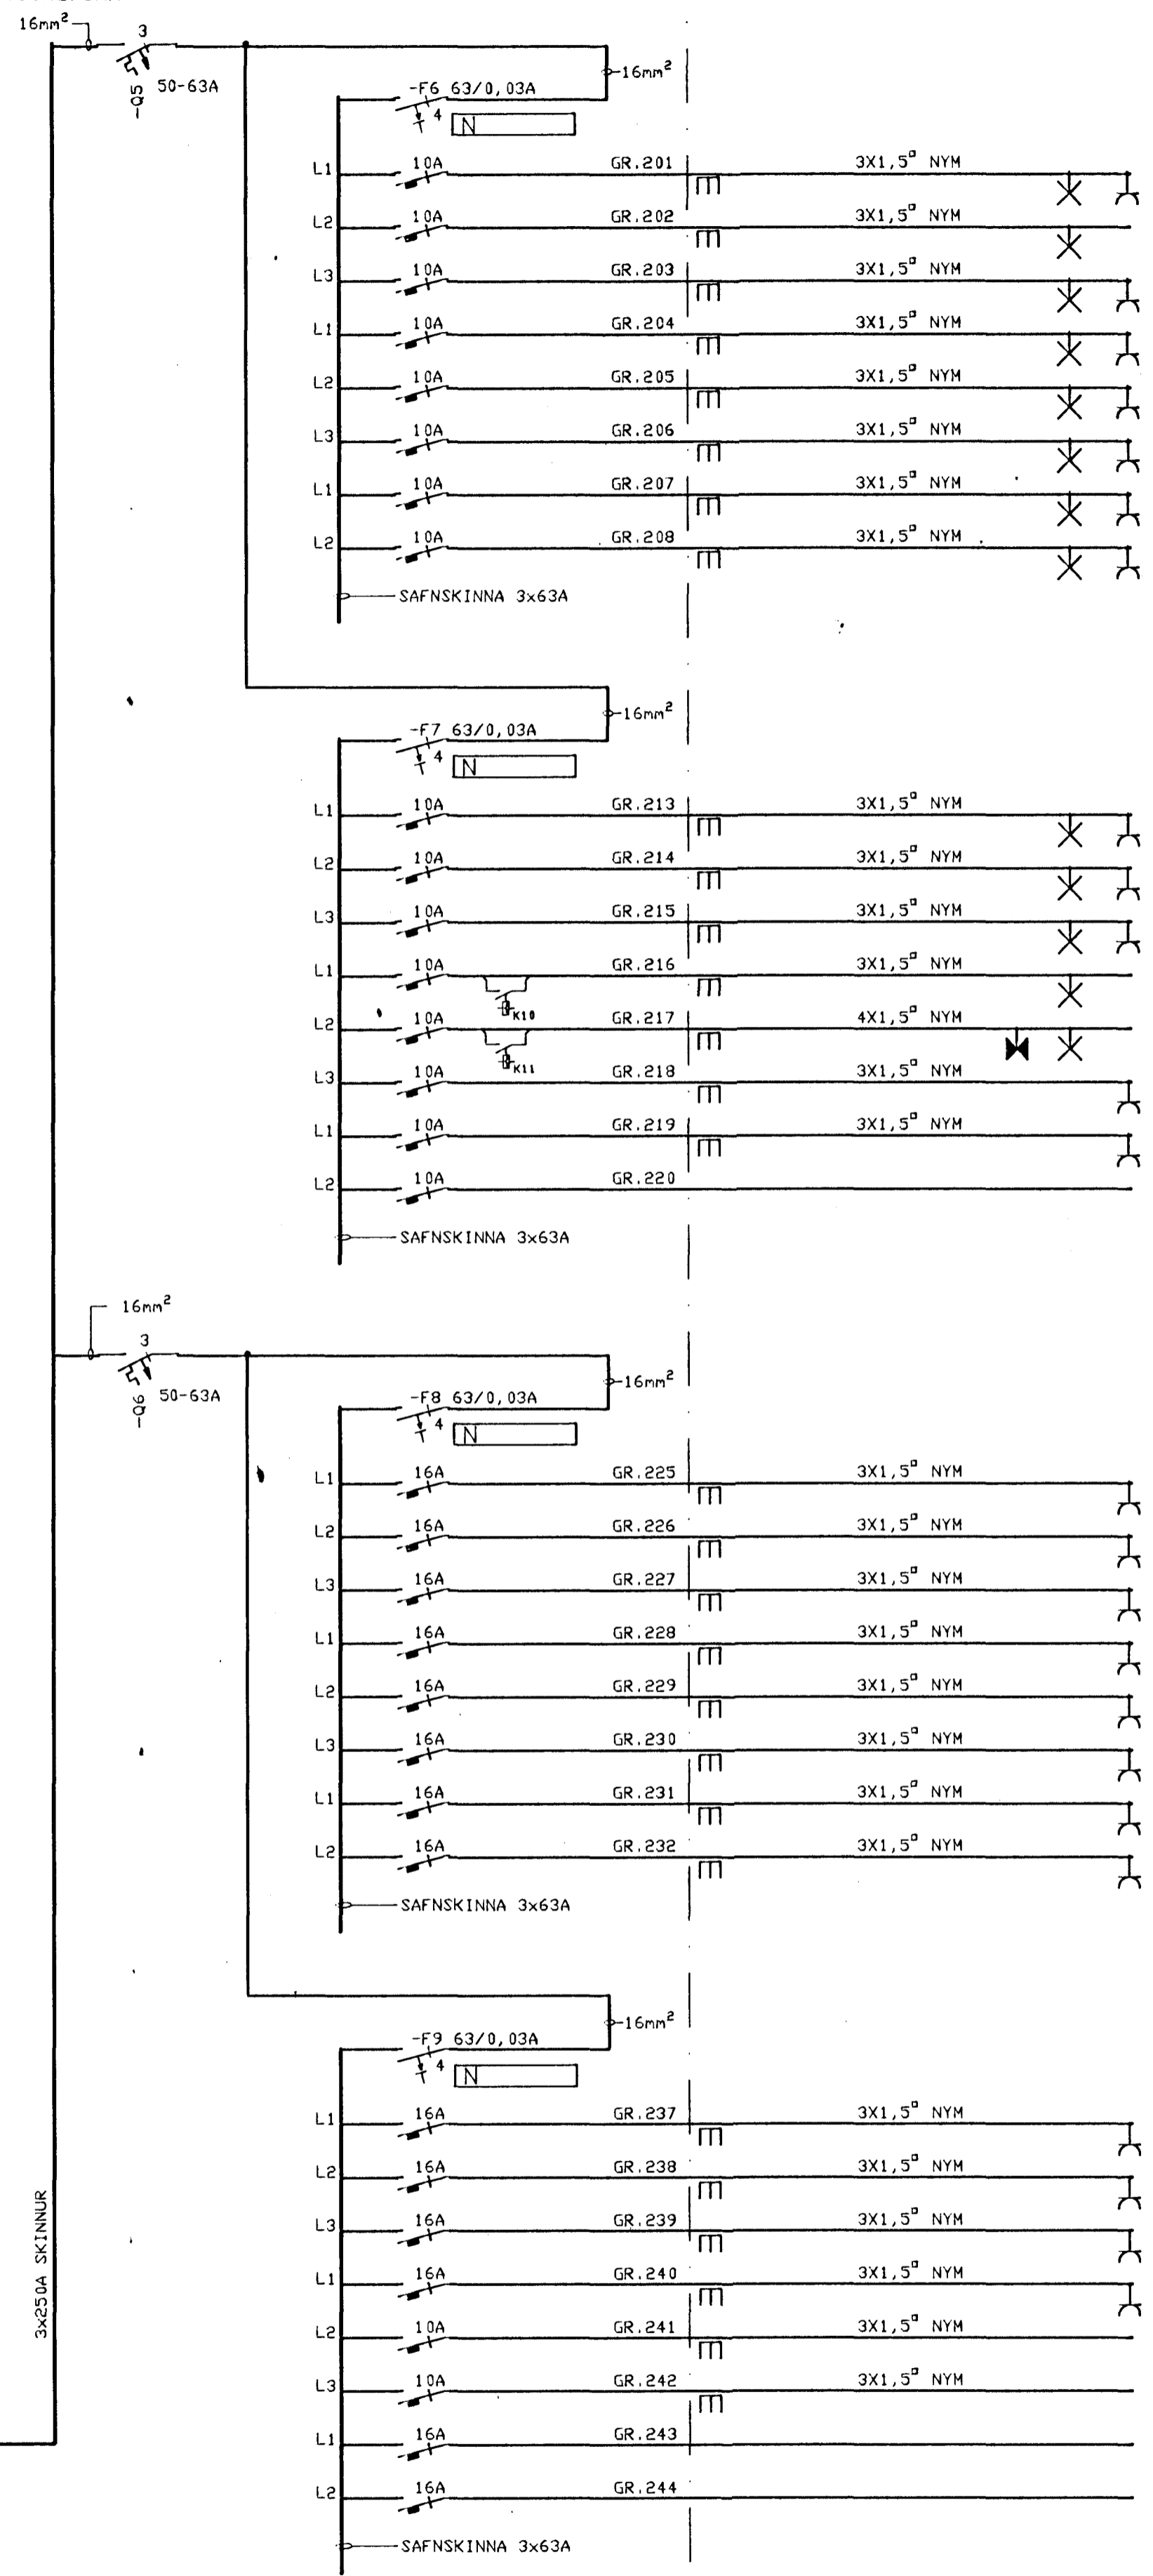 16mm²
3
-Q5
50-63A
16mm²
-F6 63/0,03A
4
N
L1 10A GR.201 3X1,5▫ NYM
L2 10A GR.202 3X1,5▫ NYM
L3 10A GR.203 3X1,5▫ NYM
L1 10A GR.204 3X1,5▫ NYM
L2 10A GR.205 3X1,5▫ NYM
L3 10A GR.206 3X1,5▫ NYM
L1 10A GR.207 3X1,5▫ NYM
L2 10A GR.208 3X1,5▫ NYM
SAFNSKINNA 3x63A
16mm²
-F7 63/0,03A
4
N
L1 10A GR.213 3X1,5▫ NYM
L2 10A GR.214 3X1,5▫ NYM
L3 10A GR.215 3X1,5▫ NYM
L1 10A GR.216 3X1,5▫ NYM
K10
L2 10A GR.217 4X1,5▫ NYM
K11
L3 10A GR.218 3X1,5▫ NYM
L1 10A GR.219 3X1,5▫ NYM
L2 10A GR.220
SAFNSKINNA 3x63A
16mm²
3
-Q6
50-63A
16mm²
-F8 63/0,03A
4
N
L1 16A GR.225 3X1,5▫ NYM
L2 16A GR.226 3X1,5▫ NYM
L3 16A GR.227 3X1,5▫ NYM
L1 16A GR.228 3X1,5▫ NYM
L2 16A GR.229 3X1,5▫ NYM
L3 16A GR.230 3X1,5▫ NYM
L1 16A GR.231 3X1,5▫ NYM
L2 16A GR.232 3X1,5▫ NYM
SAFNSKINNA 3x63A
16mm²
-F9 63/0,03A
4
N
L1 16A GR.237 3X1,5▫ NYM
L2 16A GR.238 3X1,5▫ NYM
L3 16A GR.239 3X1,5▫ NYM
L1 16A GR.240 3X1,5▫ NYM
L2 10A GR.241 3X1,5▫ NYM
L3 10A GR.242 3X1,5▫ NYM
L1 16A GR.243
L2 16A GR.244
SAFNSKINNA 3x63A
3x250A SKINNUR